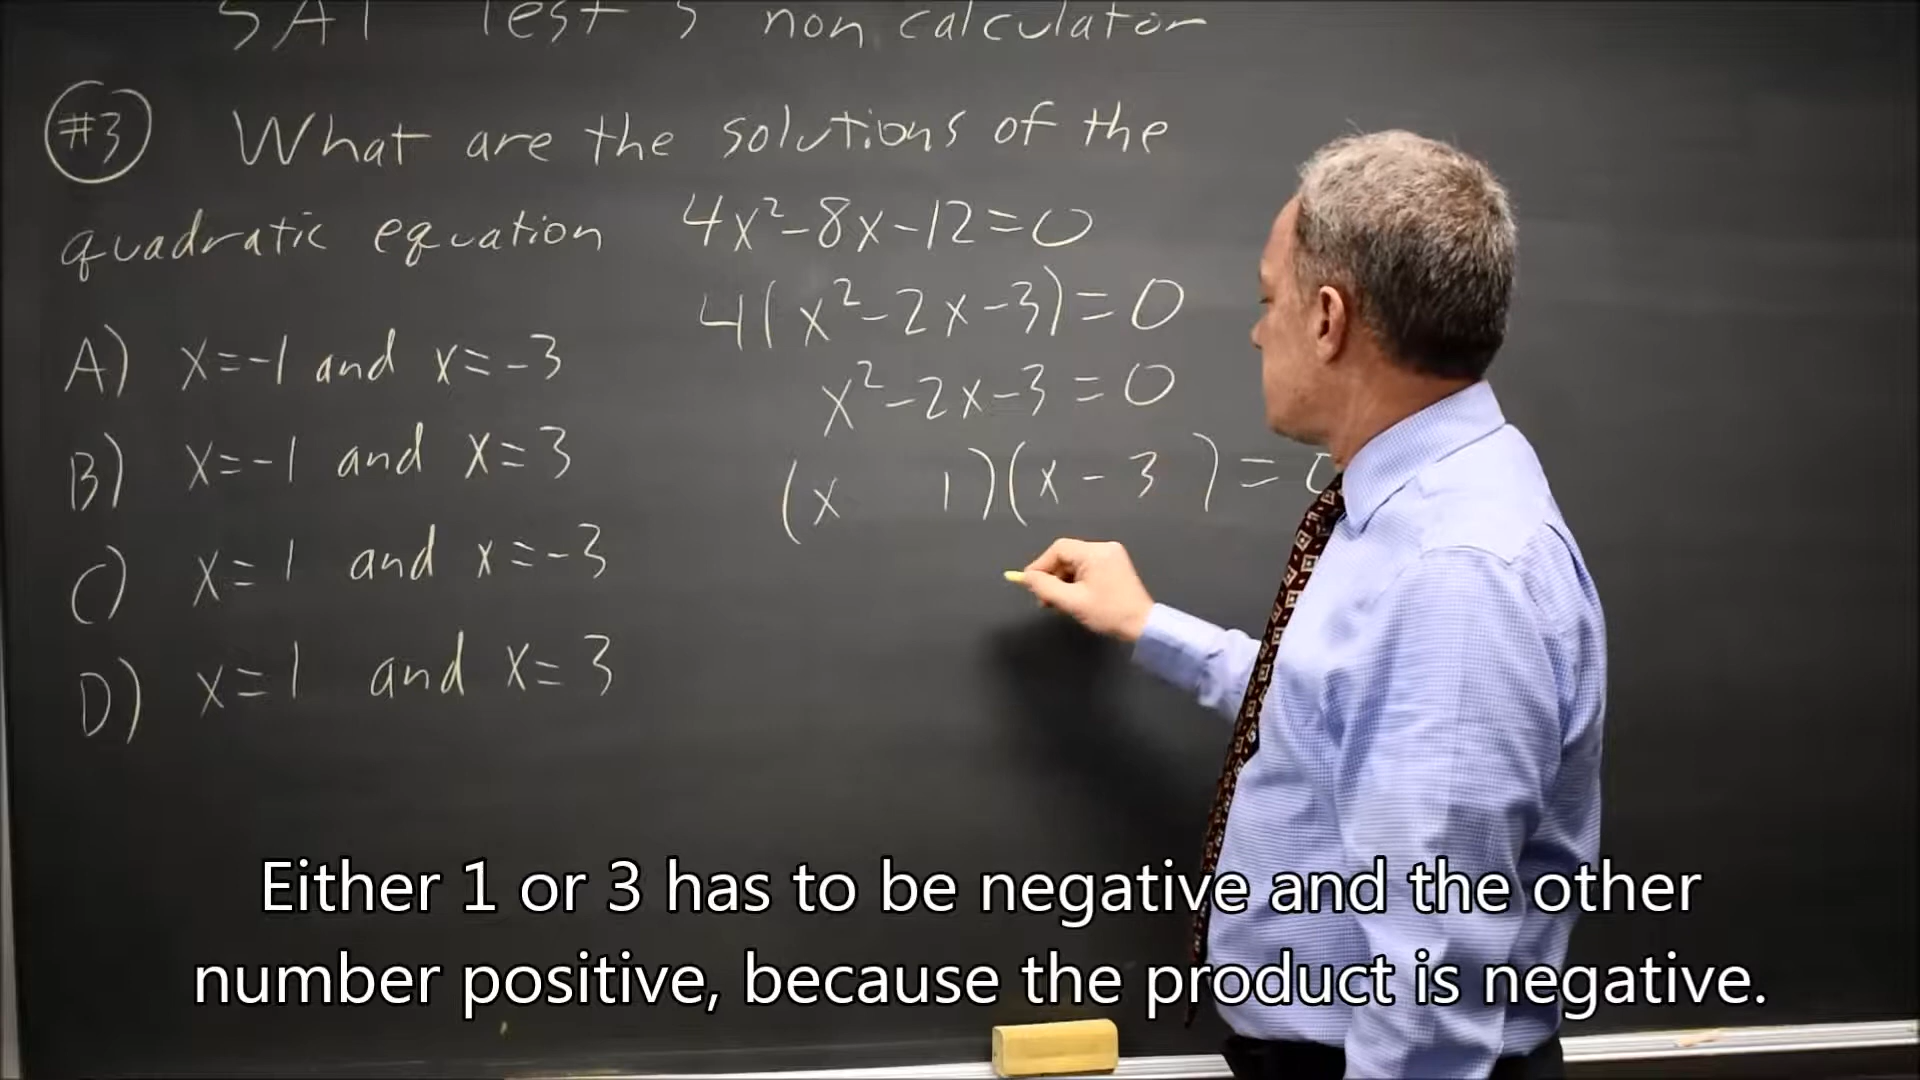 SAT Test 5 non calculator
#3 What are the solutions of the
quadratic equation 4x²-8x-12=0
4(x²-2x-3)=0
x²-2x-3=0
(x 1)(x-3)=0
A) x=-1 and x=-3
B) x=-1 and x=3
C) x=1 and x=-3
D) x=1 and x=3
Either 1 or 3 has to be negative and the other
number positive, because the product is negative.